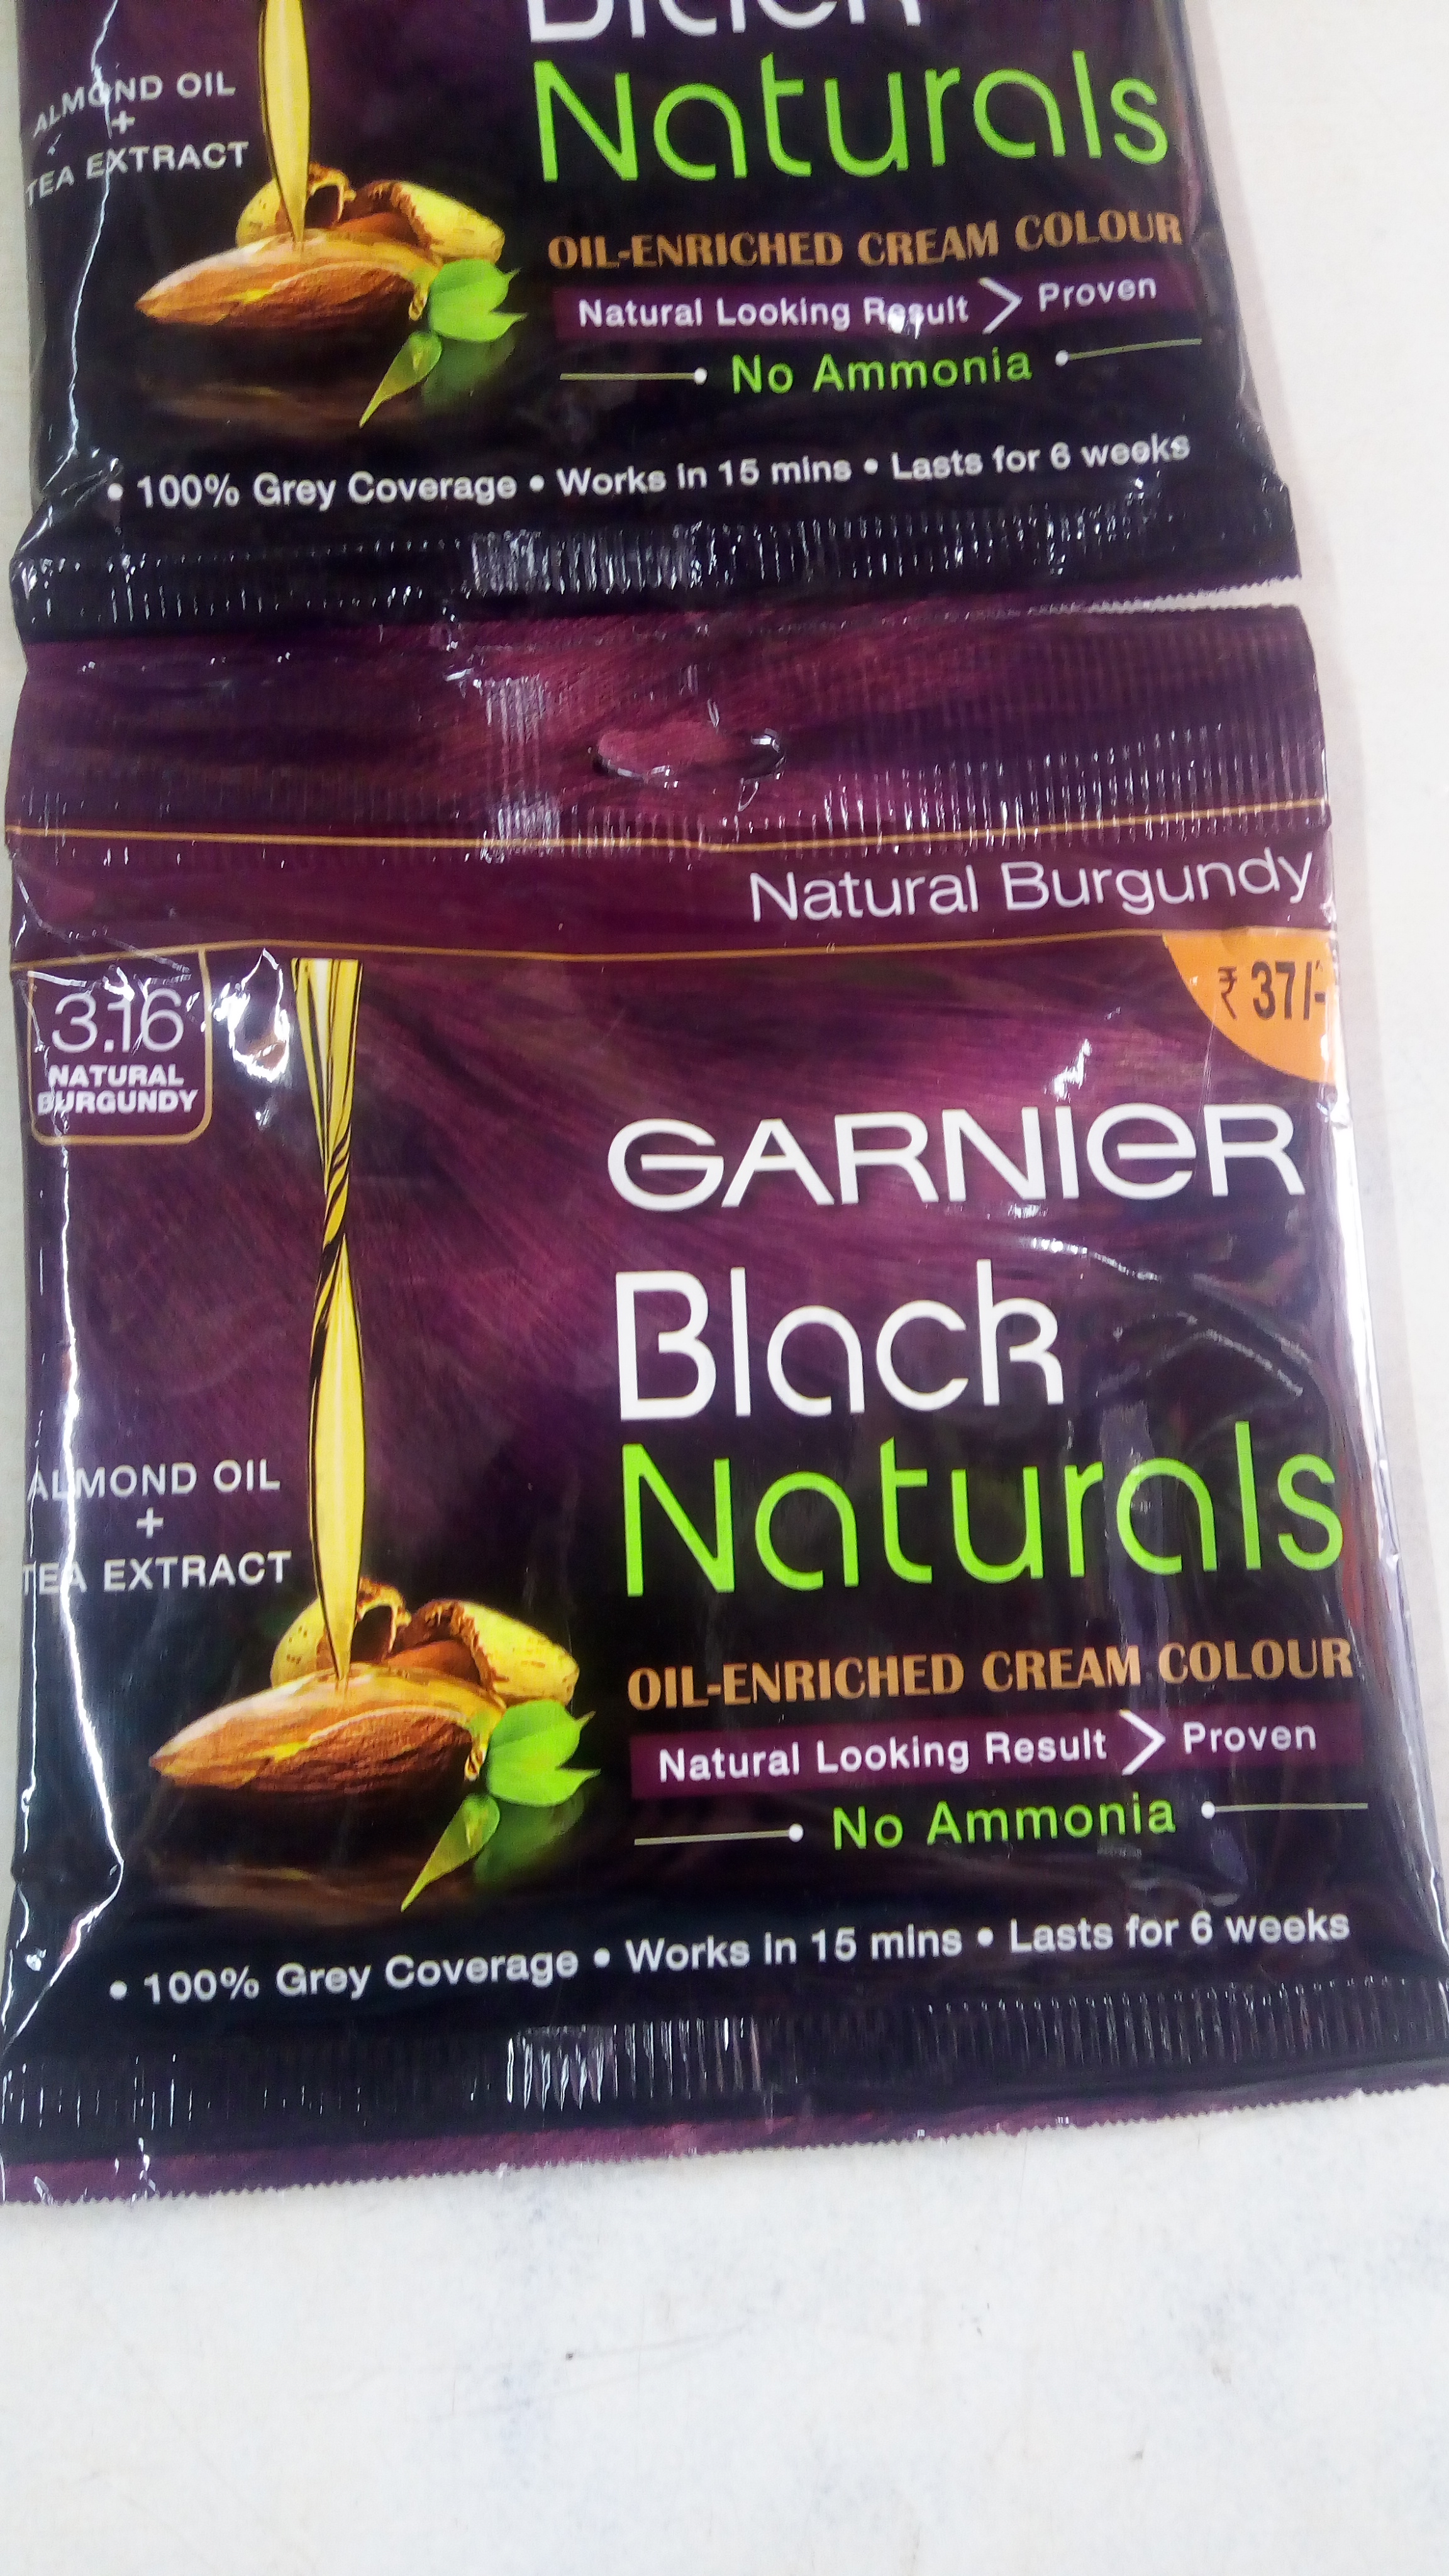 Black
Naturals
ALMOND OIL
+
TEA EXTRACT
OIL-ENRICHED CREAM COLOUR
Natural Looking Result > Proven
No Ammonia
• 100% Grey Coverage • Works in 15 mins • Lasts for 6 weeks
Natural Burgundy
3.16
NATURAL
BURGUNDY
₹ 37/-
GARNIER
Black
Naturals
ALMOND OIL
+
TEA EXTRACT
OIL-ENRICHED CREAM COLOUR
Natural Looking Result > Proven
No Ammonia
• 100% Grey Coverage • Works in 15 mins • Lasts for 6 weeks